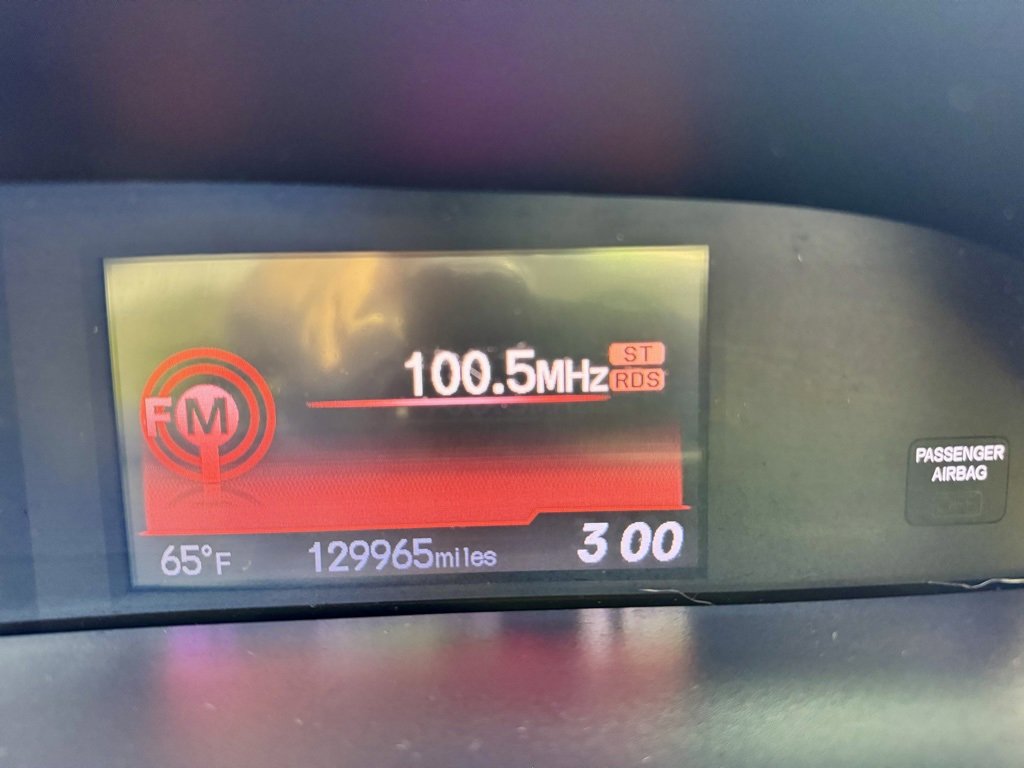 100.5MHz ST
RDS
FM
65°F 129965miles 3 00
PASSENGER
AIRBAG